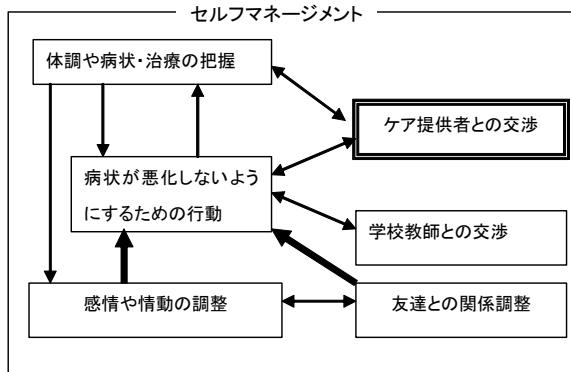 セルフマネージメント
体調や病状・治療の把握
ケア提供者との交渉
病状が悪化しないよう
にするための行動
学校教師との交渉
感情や情動の調整
友達との関係調整